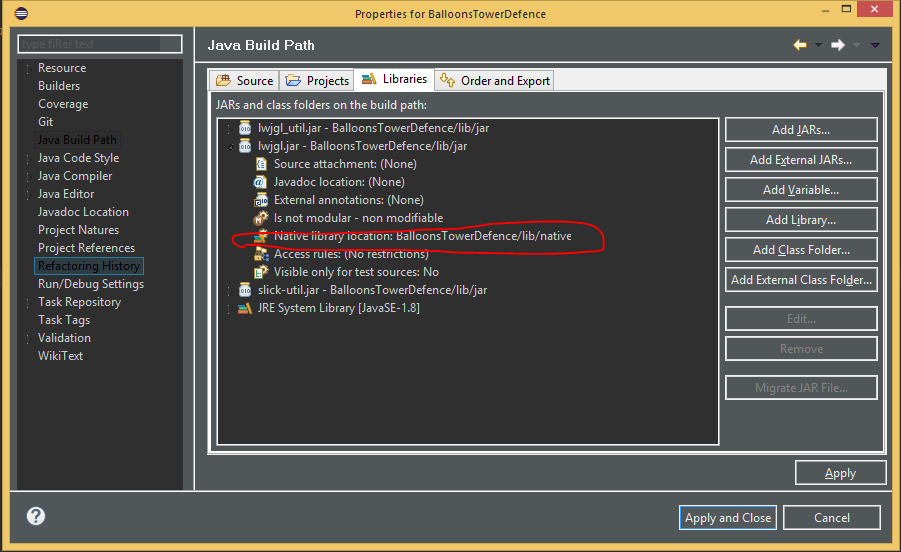 Properties for BalloonsTowerDefence
type filter text
Resource
Builders
Coverage
Git
Java Build Path
Java Code Style
Java Compiler
Java Editor
Javadoc Location
Project Natures
Project References
Refactoring History
Run/Debug Settings
Task Repository
Task Tags
Validation
WikiText
Java Build Path
Source Projects Libraries Order and Export
JARs and class folders on the build path:
lwjgl_util.jar - BalloonsTowerDefence/lib/jar
lwjgl.jar - BalloonsTowerDefence/lib/jar
Source attachment: (None)
Javadoc location: (None)
External annotations: (None)
Is not modular - non modifiable
Native library location: BalloonsTowerDefence/lib/native
Access rules: (No restrictions)
Visible only for test sources: No
slick-util.jar - BalloonsTowerDefence/lib/jar
JRE System Library [JavaSE-1.8]
Add JARs...
Add External JARs...
Add Variable...
Add Library...
Add Class Folder...
Add External Class Folder...
Edit...
Remove
Migrate JAR File...
Apply
Apply and Close
Cancel